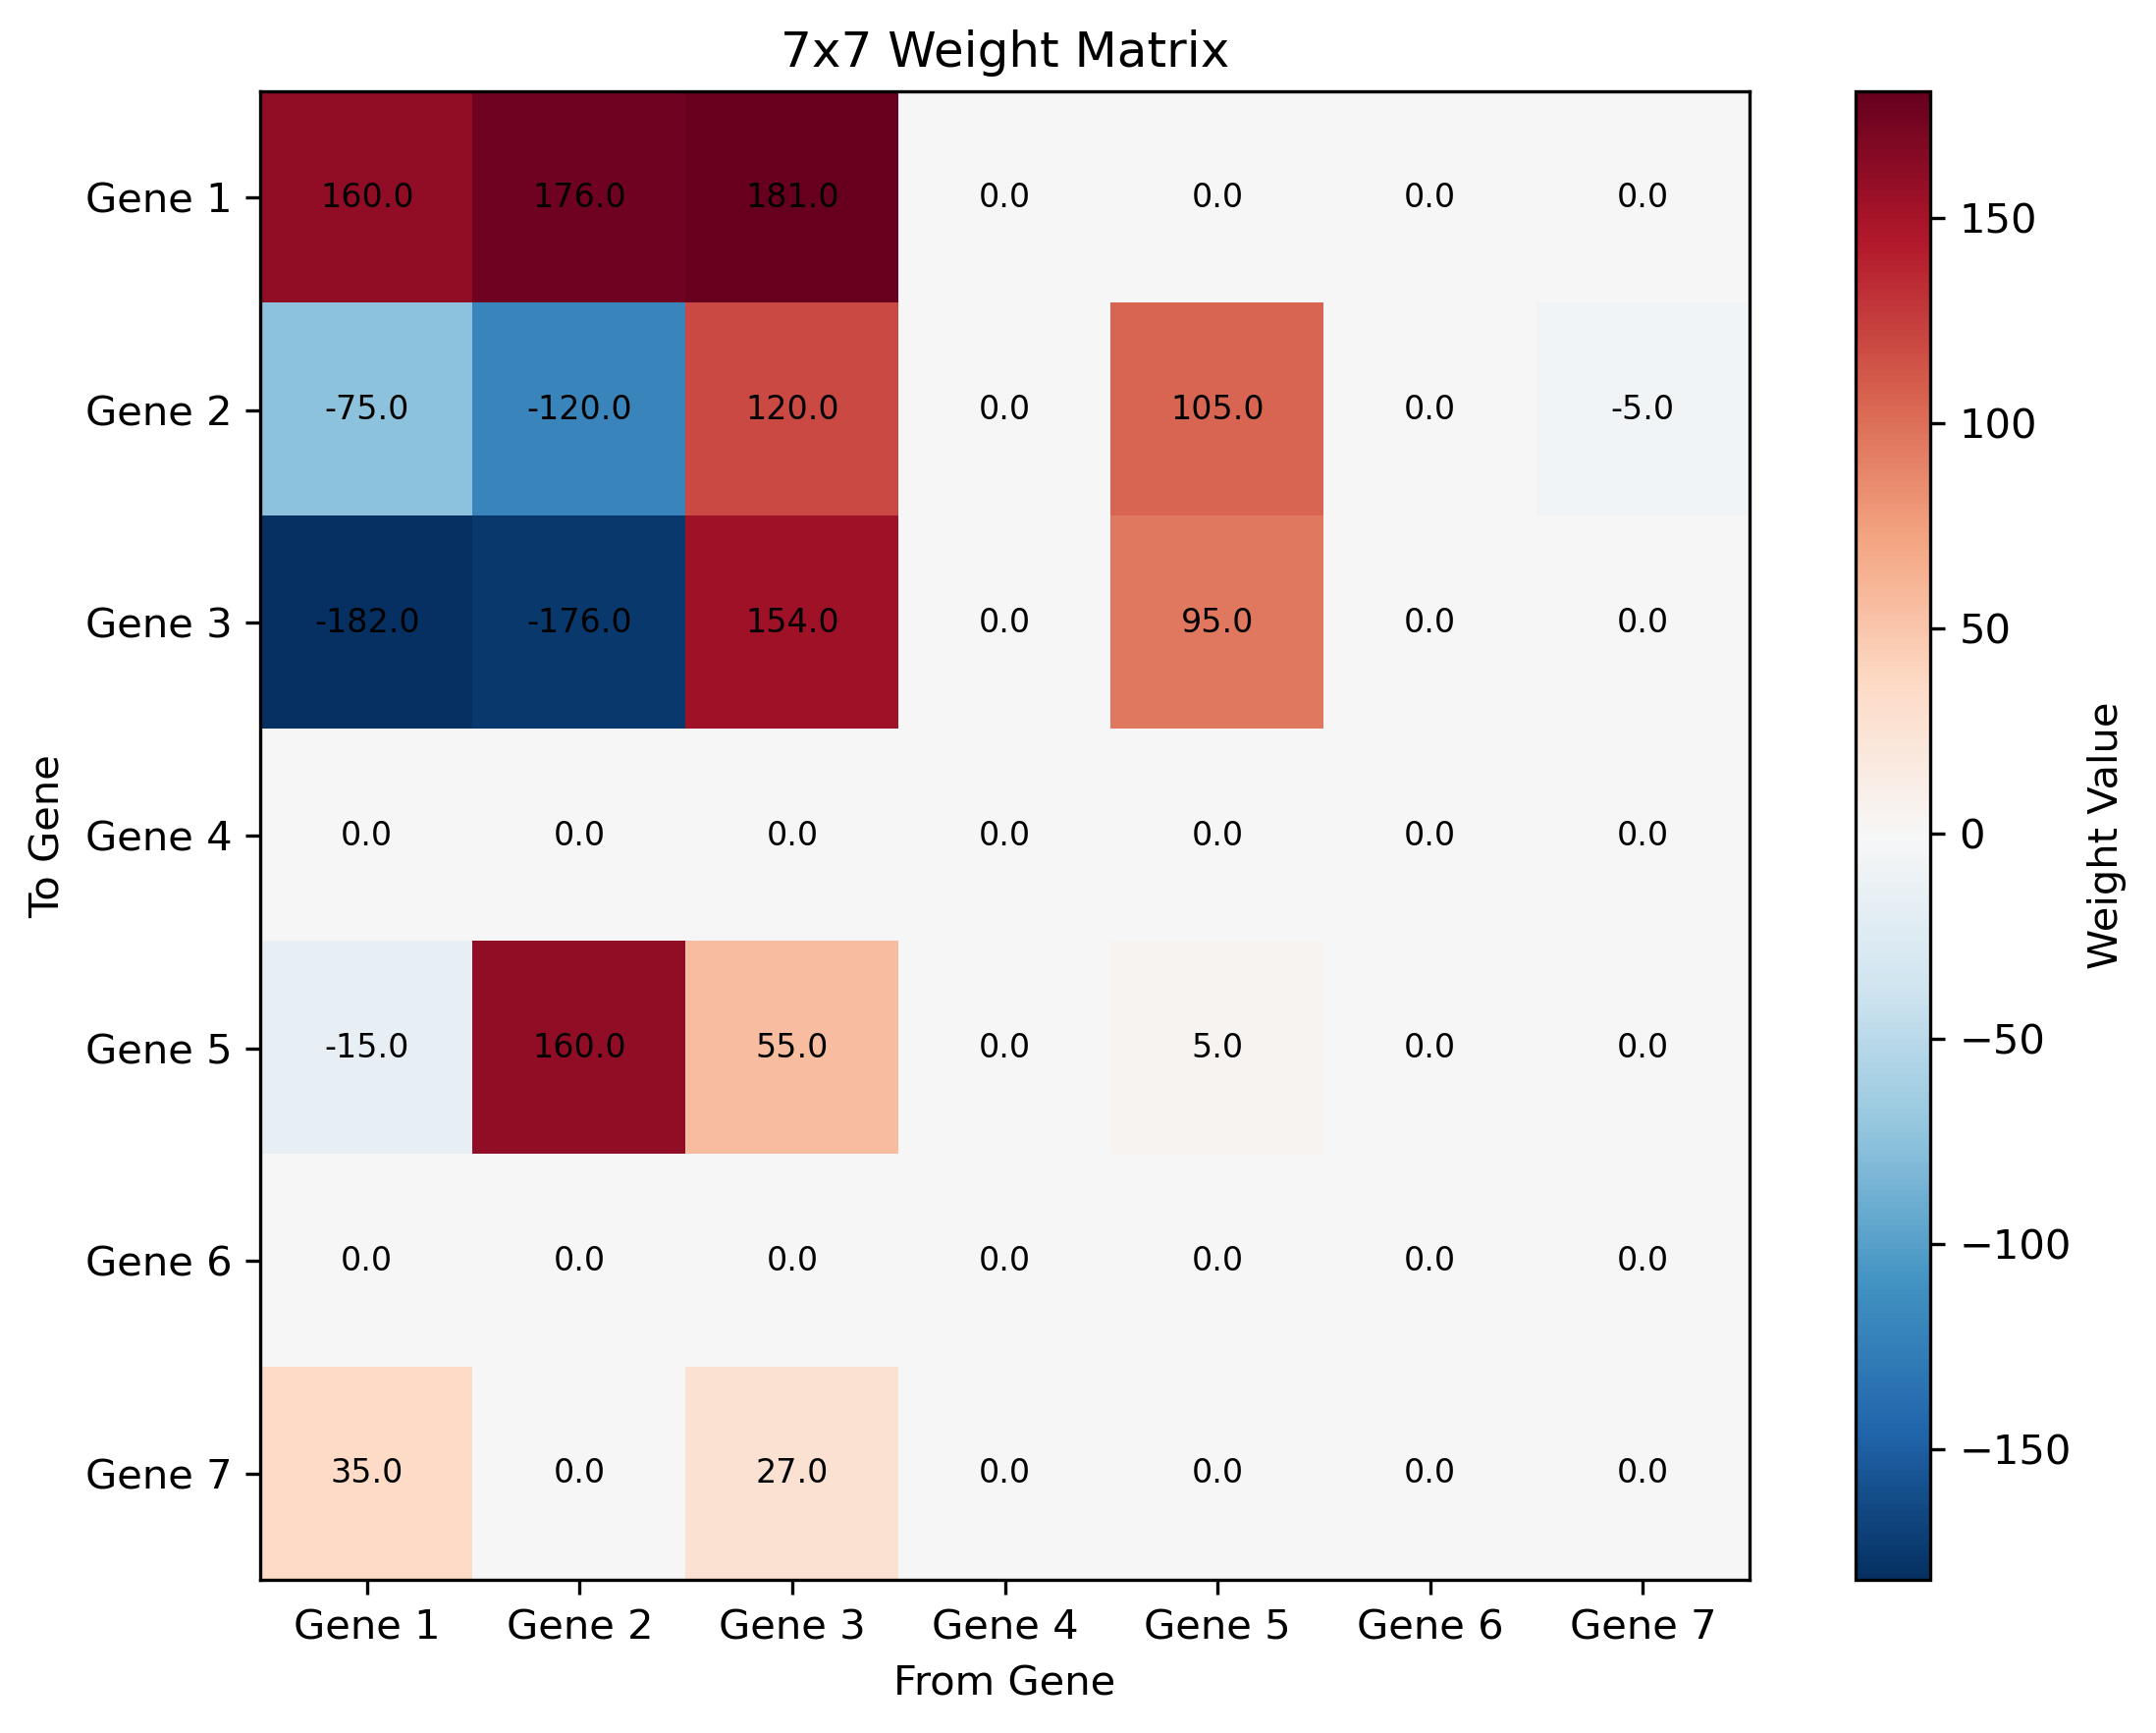 7x7 Weight Matrix
Gene 1 160.0 176.0 181.0 0.0 0.0 0.0 0.0
Gene 2 -75.0 -120.0 120.0 0.0 105.0 0.0 -5.0
Gene 3 -182.0 -176.0 154.0 0.0 95.0 0.0 0.0
Gene 4 0.0 0.0 0.0 0.0 0.0 0.0 0.0
Gene 5 -15.0 160.0 55.0 0.0 5.0 0.0 0.0
Gene 6 0.0 0.0 0.0 0.0 0.0 0.0 0.0
Gene 7 35.0 0.0 27.0 0.0 0.0 0.0 0.0
Gene 1 Gene 2 Gene 3 Gene 4 Gene 5 Gene 6 Gene 7
From Gene
To Gene
150
100
50
0
−50
−100
−150
Weight Value